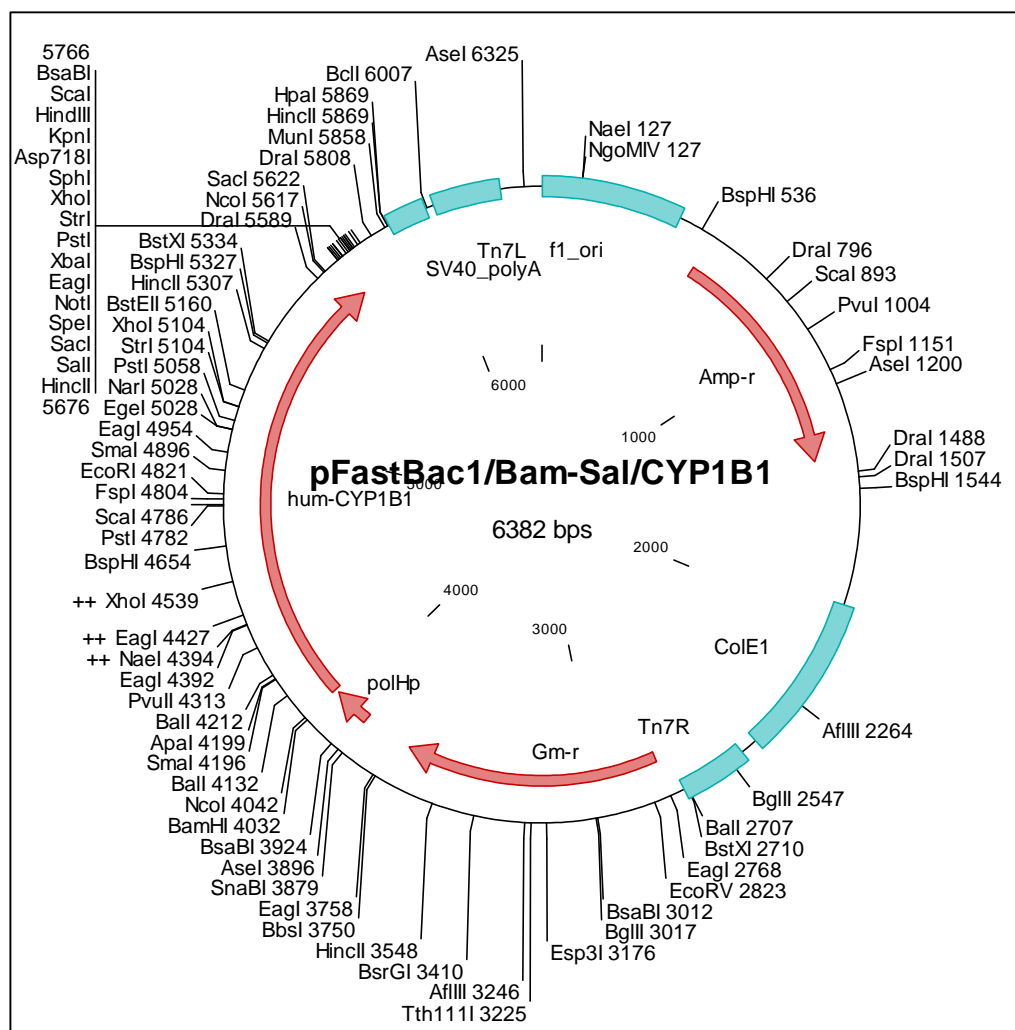 5766
BsaBI
ScaI
HindIII
KpnI
Asp718I
SphI
XhoI
StrI
PstI
XbaI
EagI
NotI
SpeI
SacI
SalI
HincII
5676
AseI 6325
BclI 6007
HpaI 5869
HincII 5869
MunI 5858
DraI 5808
SacI 5622
NcoI 5617
DraI 5589
BstXI 5334
BspHI 5327
HincII 5307
BstEII 5160
XhoI 5104
StrI 5104
PstI 5058
NarI 5028
EgeI 5028
EagI 4954
SmaI 4896
EcoRI 4821
FspI 4804
ScaI 4786
PstI 4782
BspHI 4654
++ XhoI 4539
++ EagI 4427
++ NaeI 4394
EagI 4392
PvuII 4313
BalI 4212
ApaI 4199
SmaI 4196
BalI 4132
NcoI 4042
BamHI 4032
BsaBI 3924
AseI 3896
SnaBI 3879
EagI 3758
BbsI 3750
HincII 3548
BsrGI 3410
AflIII 3246
Tth111I 3225
NaeI 127
NgoMIV 127
BspHI 536
DraI 796
ScaI 893
PvuI 1004
FspI 1151
AseI 1200
DraI 1488
DraI 1507
BspHI 1544
AflIII 2264
BglII 2547
BalI 2707
BstXI 2710
EagI 2768
EcoRV 2823
BsaBI 3012
BglII 3017
Esp3I 3176
Tn7L
f1_ori
SV40_polyA
Amp-r
6000
1000
pFastBac1/Bam-Sal/CYP1B1
5000
hum-CYP1B1
6382 bps
2000
4000
3000
ColE1
polHp
Tn7R
Gm-r